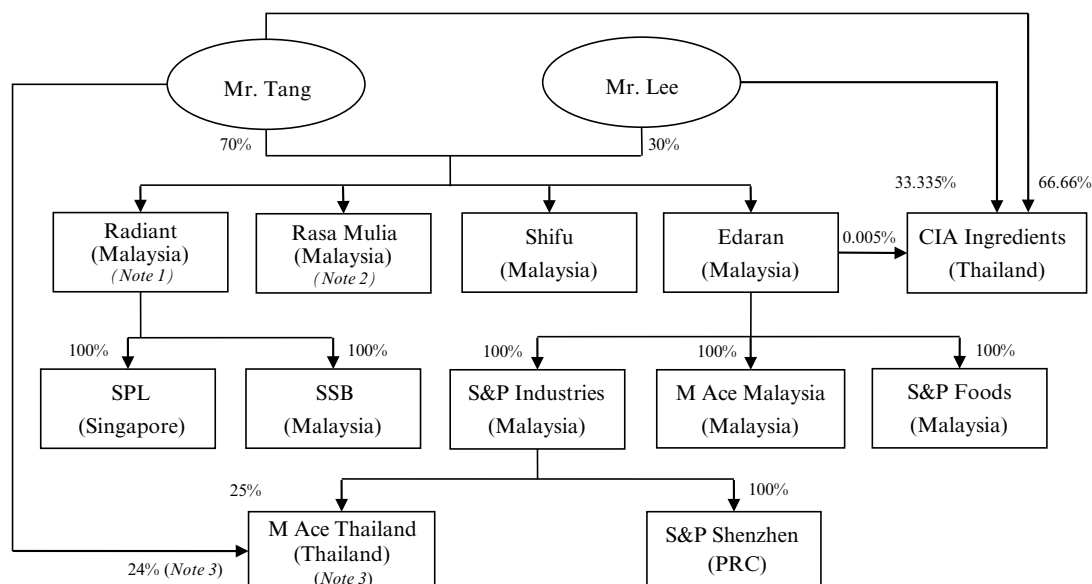 Mr. Tang
Mr. Lee
70%
30%
33.335%
66.66%
Radiant
(Malaysia)
(Note 1)
Rasa Mulia
(Malaysia)
(Note 2)
Shifu
(Malaysia)
Edaran
(Malaysia)
0.005%
CIA Ingredients
(Thailand)
100%
100%
100%
100%
100%
SPL
(Singapore)
SSB
(Malaysia)
S&P Industries
(Malaysia)
M Ace Malaysia
(Malaysia)
S&P Foods
(Malaysia)
25%
100%
M Ace Thailand
(Thailand)
(Note 3)
S&P Shenzhen
(PRC)
24% (Note 3)